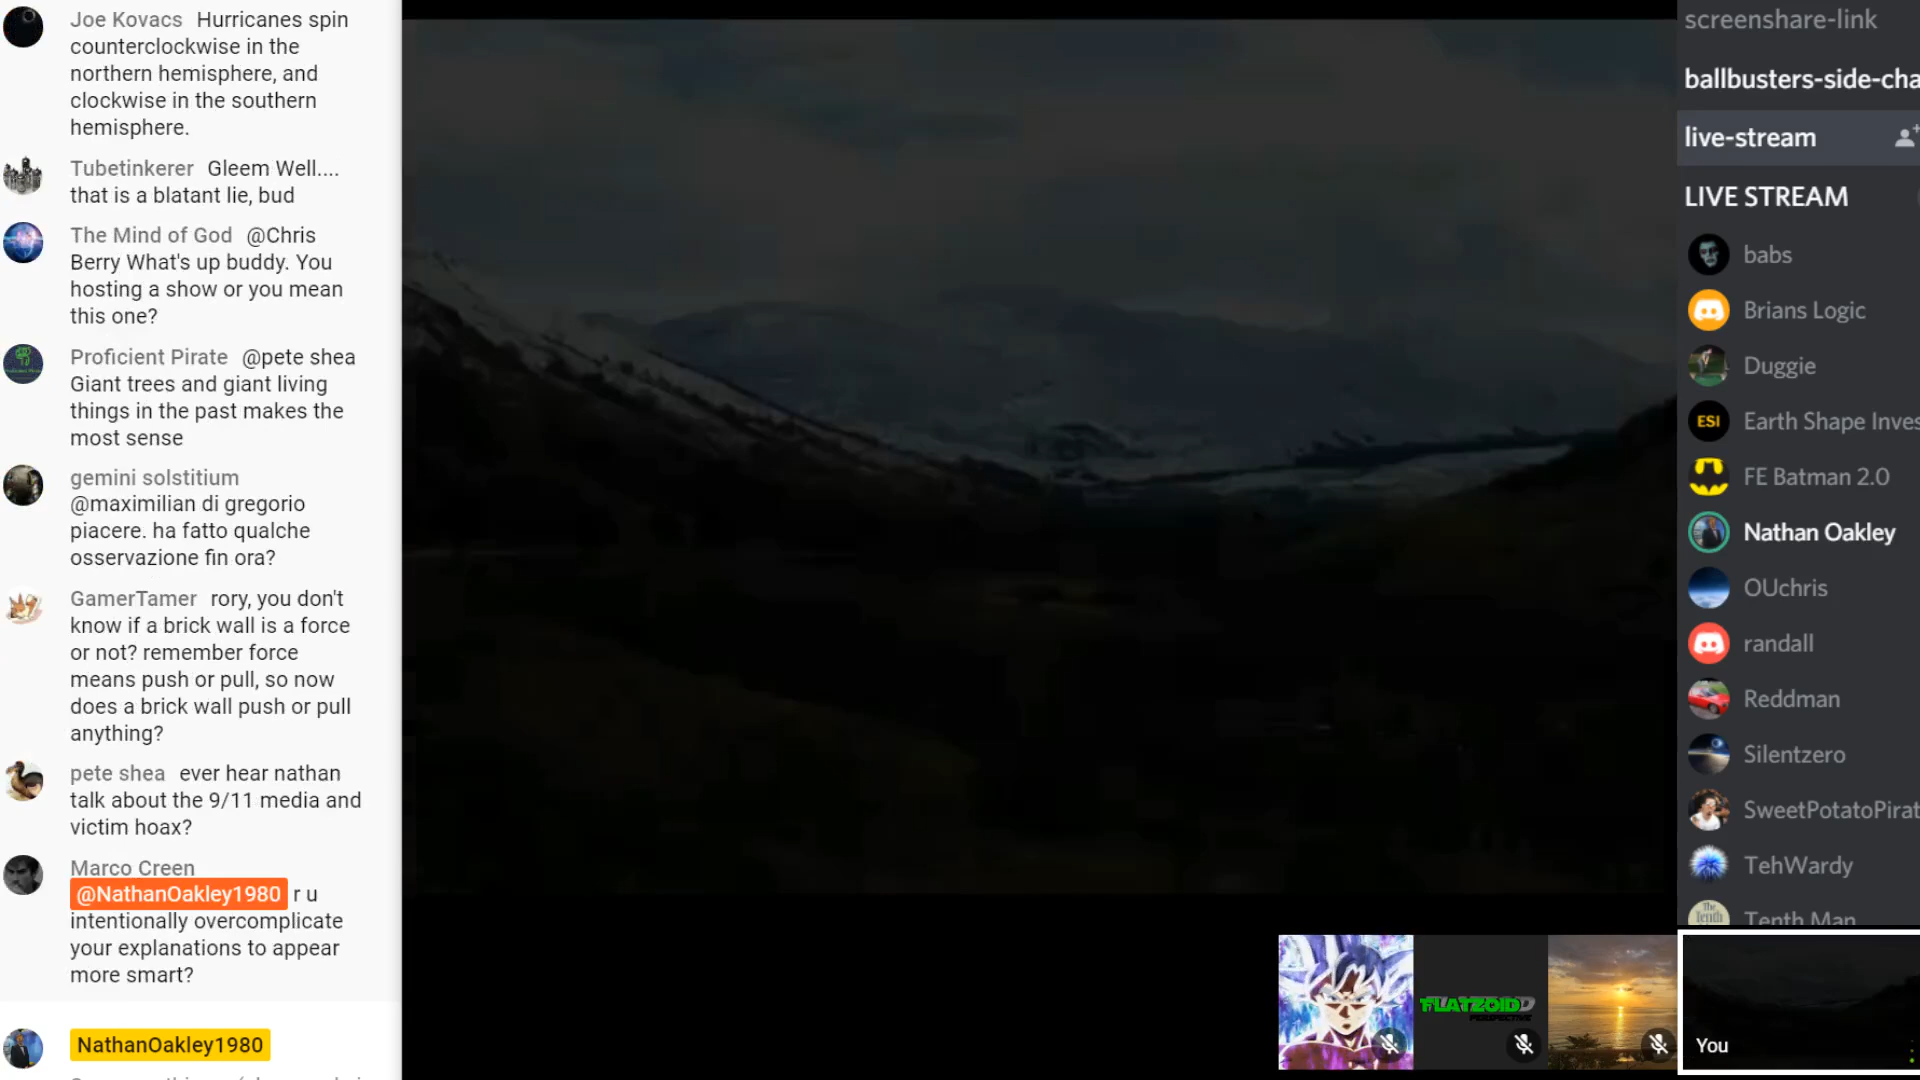 Joe Kovacs Hurricanes spin
counterclockwise in the
northern hemisphere, and
clockwise in the southern
hemisphere.
Tubetinkerer Gleem Well....
that is a blatant lie, bud
The Mind of God @Chris
Berry What's up buddy. You
hosting a show or you mean
this one?
Proficient Pirate @pete shea
Giant trees and giant living
things in the past makes the
most sense
gemini solstitium
@maximilian di gregorio
piacere. ha fatto qualche
osservazione fin ora?
GamerTamer rory, you don't
know if a brick wall is a force
or not? remember force
means push or pull, so now
does a brick wall push or pull
anything?
pete shea ever hear nathan
talk about the 9/11 media and
victim hoax?
Marco Creen
@NathanOakley1980 r u
intentionally overcomplicate
your explanations to appear
more smart?
NathanOakley1980
FLATZOID
PERSPECTIVE
You
screenshare-link
ballbusters-side-cha
live-stream
LIVE STREAM
babs
Brians Logic
Duggie
ESI Earth Shape Inves
FE Batman 2.0
Nathan Oakley
OUchris
randall
Reddman
Silentzero
SweetPotatoPirat
TehWardy
The
Tenth Tenth Man